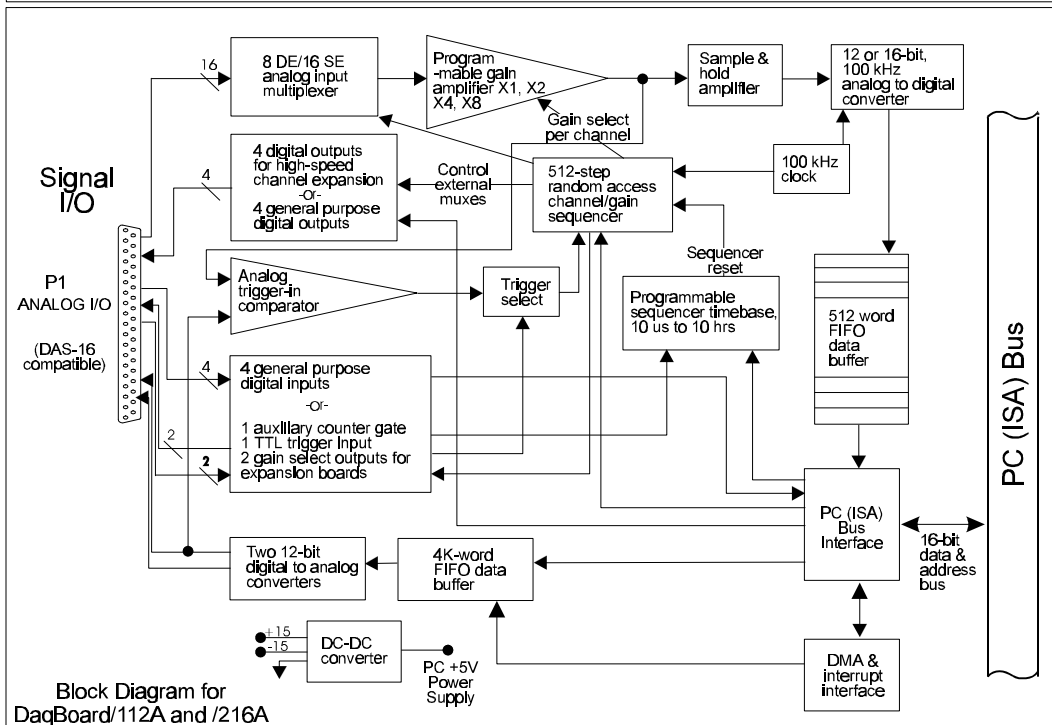 16
8 DE/16 SE
analog input
multiplexer
Program
-mable gain
amplifier X1, X2
X4, X8
Sample &
hold
amplifier
12 or 16-bit,
100 kHz
analog to digital
converter
Gain select
per channel
Signal
I/O
4
4 digital outputs
for high-speed
channel expansion
-or-
4 general purpose
digital outputs
Control
external
muxes
512-step
random access
channel/gain
sequencer
100 kHz
clock
P1
ANALOG I/O
(DAS-16
compatible)
Analog
trigger-in
comparator
Trigger
select
Sequencer
reset
Programmable
sequencer timebase,
10 us to 10 hrs
512 word
FIFO
data
buffer
PC (ISA) Bus
4
2
2
4 general purpose
digital inputs
-or-
1 auxiliary counter gate
1 TTL trigger input
2 gain select outputs for
expansion boards
PC (ISA)
Bus
Interface
16-bit
data &
address
bus
Two 12-bit
digital to analog
converters
4K-word
FIFO data
buffer
+15
-15
DC-DC
converter
PC +5V
Power
Supply
DMA &
interrupt
interface
Block Diagram for
DaqBoard/112A and /216A